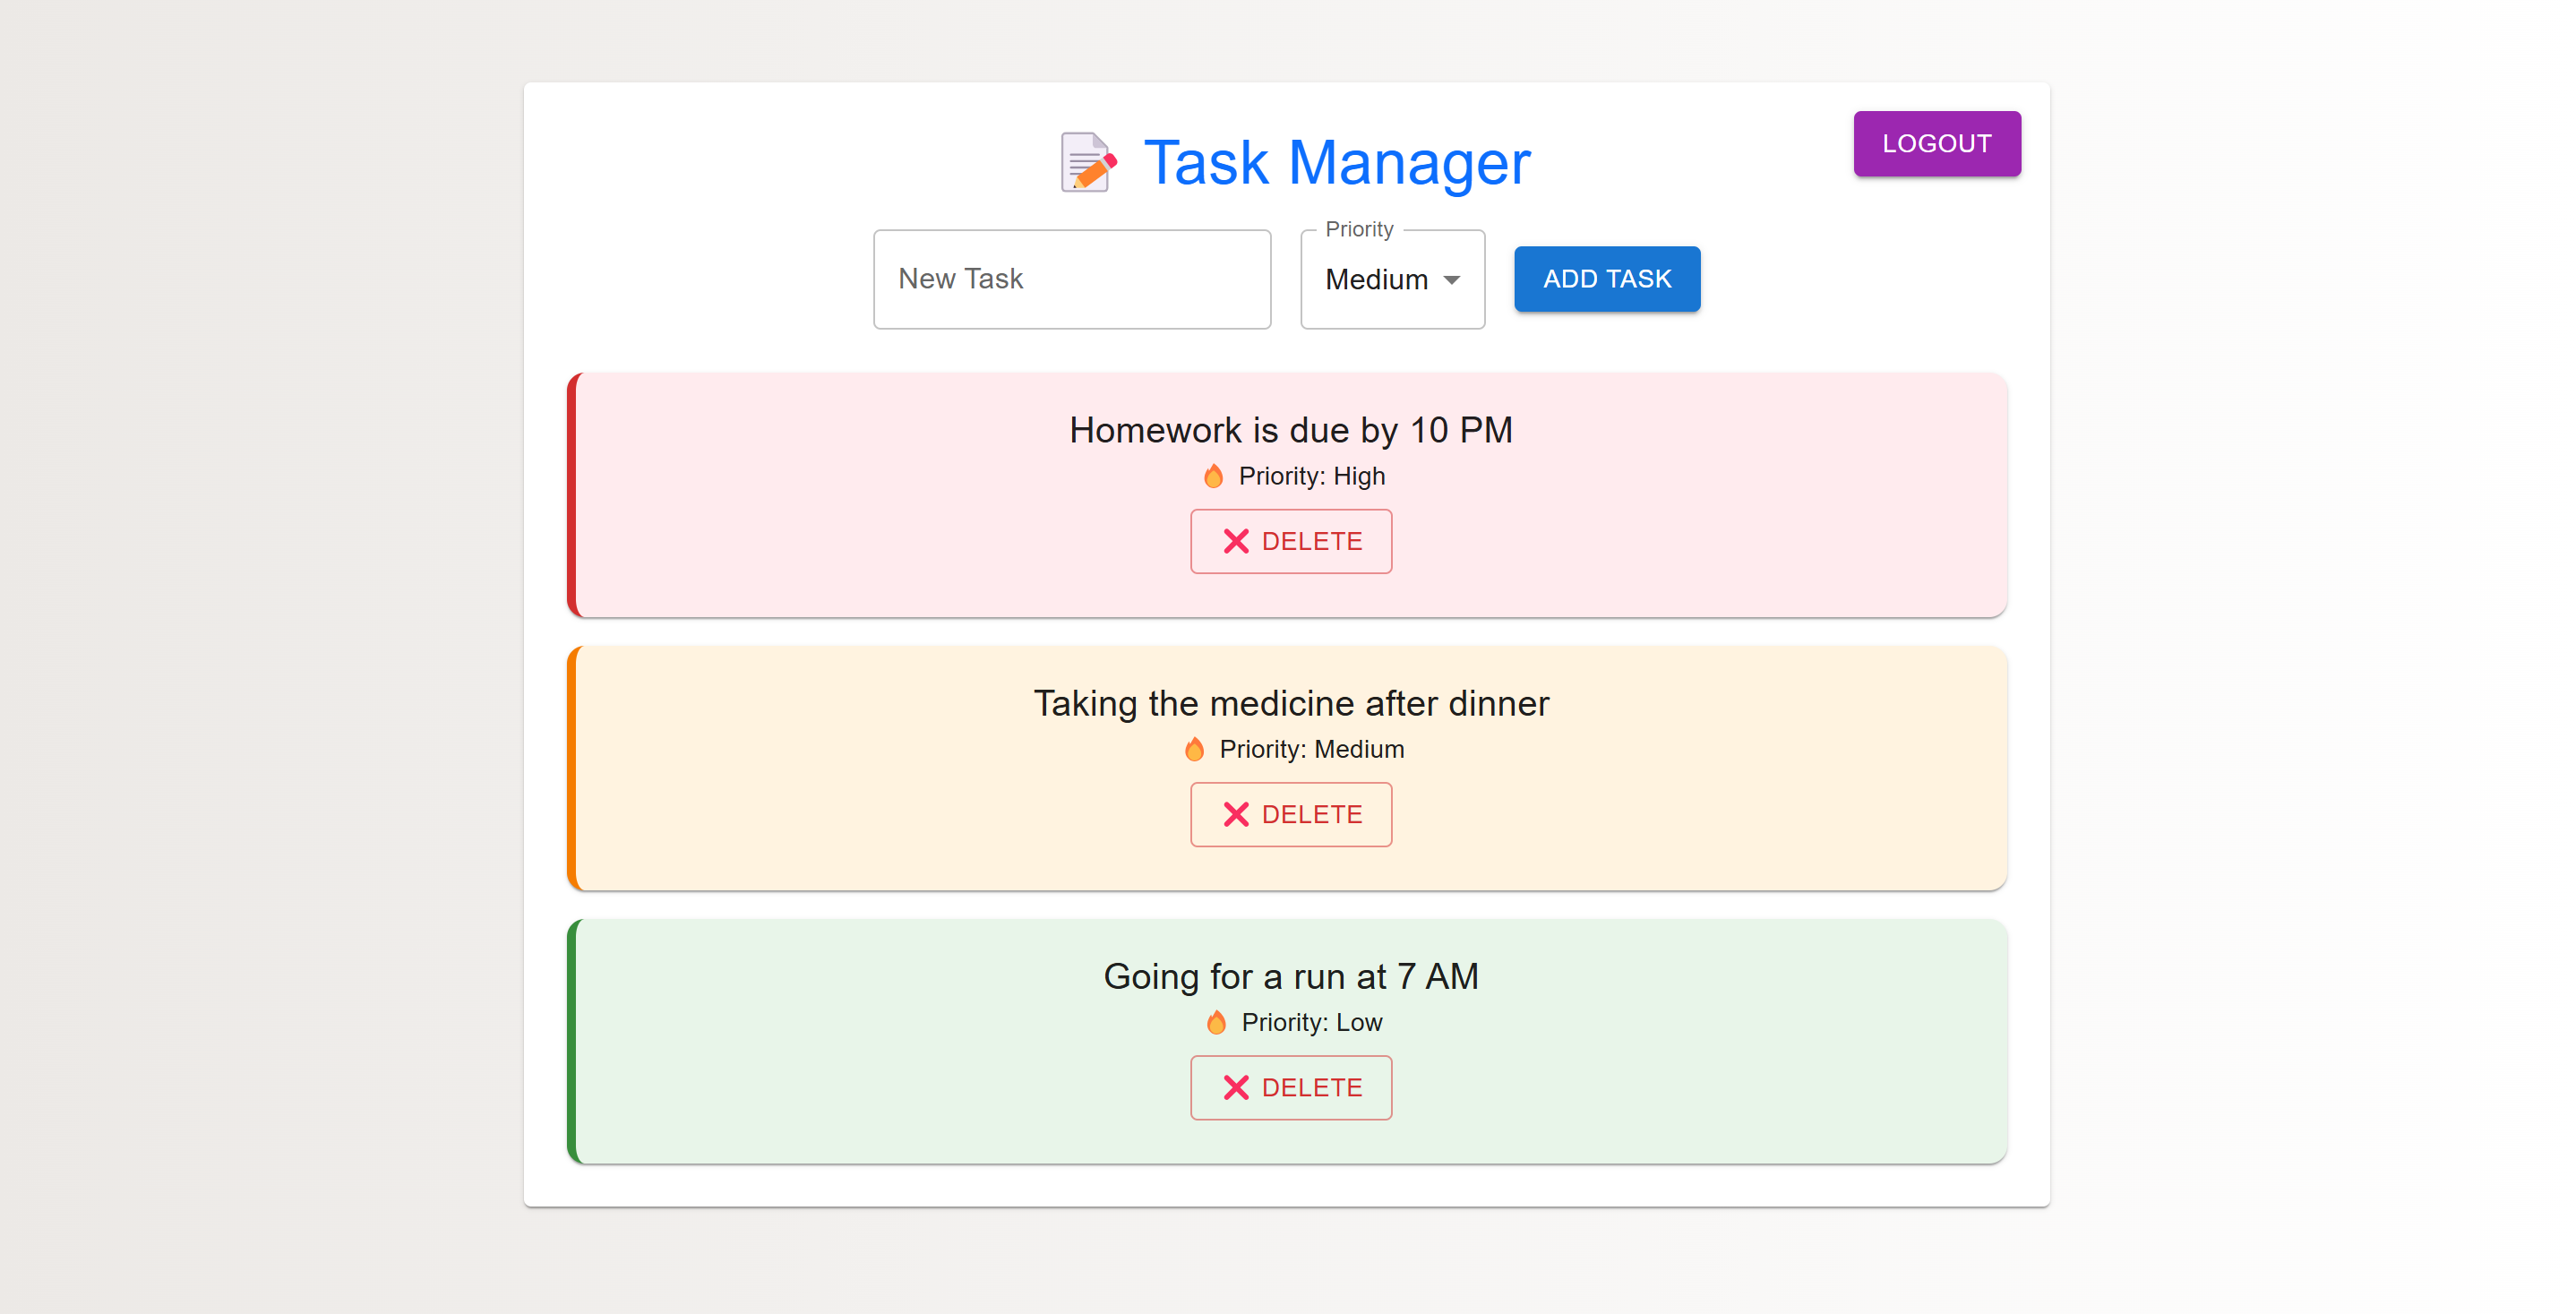 Task Manager
LOGOUT
Priority
New Task
Medium
ADD TASK
Homework is due by 10 PM
Priority: High
DELETE
Taking the medicine after dinner
Priority: Medium
DELETE
Going for a run at 7 AM
Priority: Low
DELETE